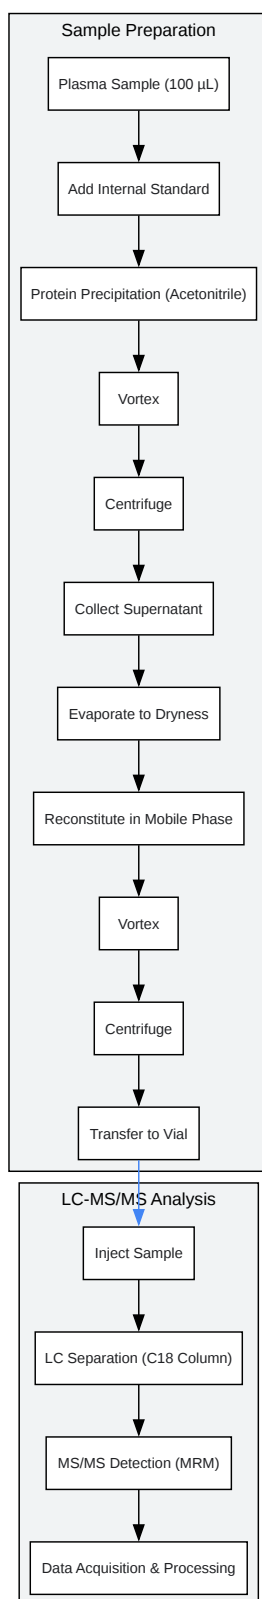 Sample Preparation
Plasma Sample (100 µL)
Add Internal Standard
Protein Precipitation (Acetonitrile)
Vortex
Centrifuge
Collect Supernatant
Evaporate to Dryness
Reconstitute in Mobile Phase
Vortex
Centrifuge
Transfer to Vial
LC-MS/MS Analysis
Inject Sample
LC Separation (C18 Column)
MS/MS Detection (MRM)
Data Acquisition & Processing